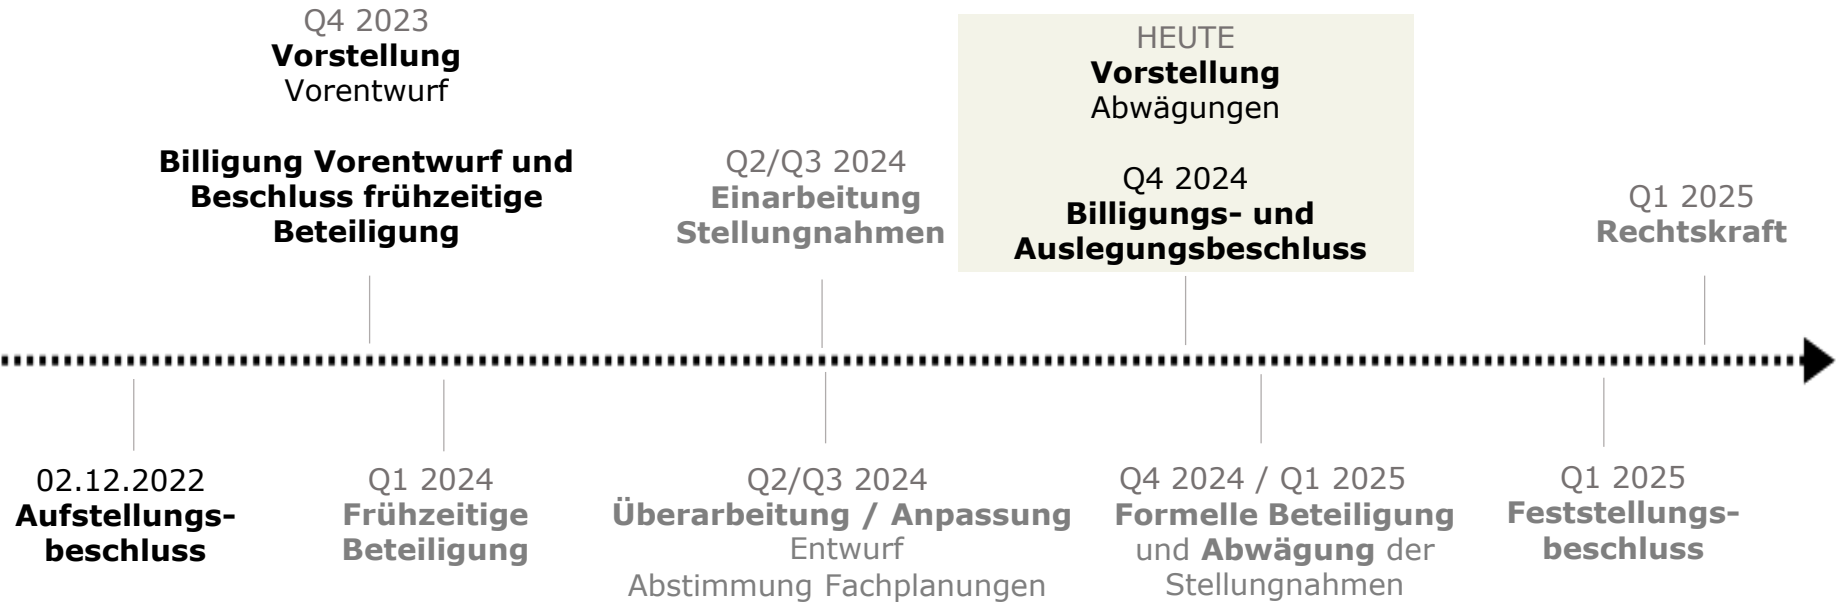 Q4 2023
Vorstellung
Vorentwurf
Billigung Vorentwurf und
Beschluss frühzeitige
Beteiligung
Q2/Q3 2024
Einarbeitung
Stellungnahmen
HEUTE
Vorstellung
Abwägungen
Q4 2024
Billigungs- und
Auslegungsbeschluss
Q1 2025
Rechtskraft
02.12.2022
Aufstellungs-
beschluss
Q1 2024
Frühzeitige
Beteiligung
Q2/Q3 2024
Überarbeitung / Anpassung
Entwurf
Abstimmung Fachplanungen
Q4 2024 / Q1 2025
Formelle Beteiligung
und Abwägung der
Stellungnahmen
Q1 2025
Feststellungs-
beschluss